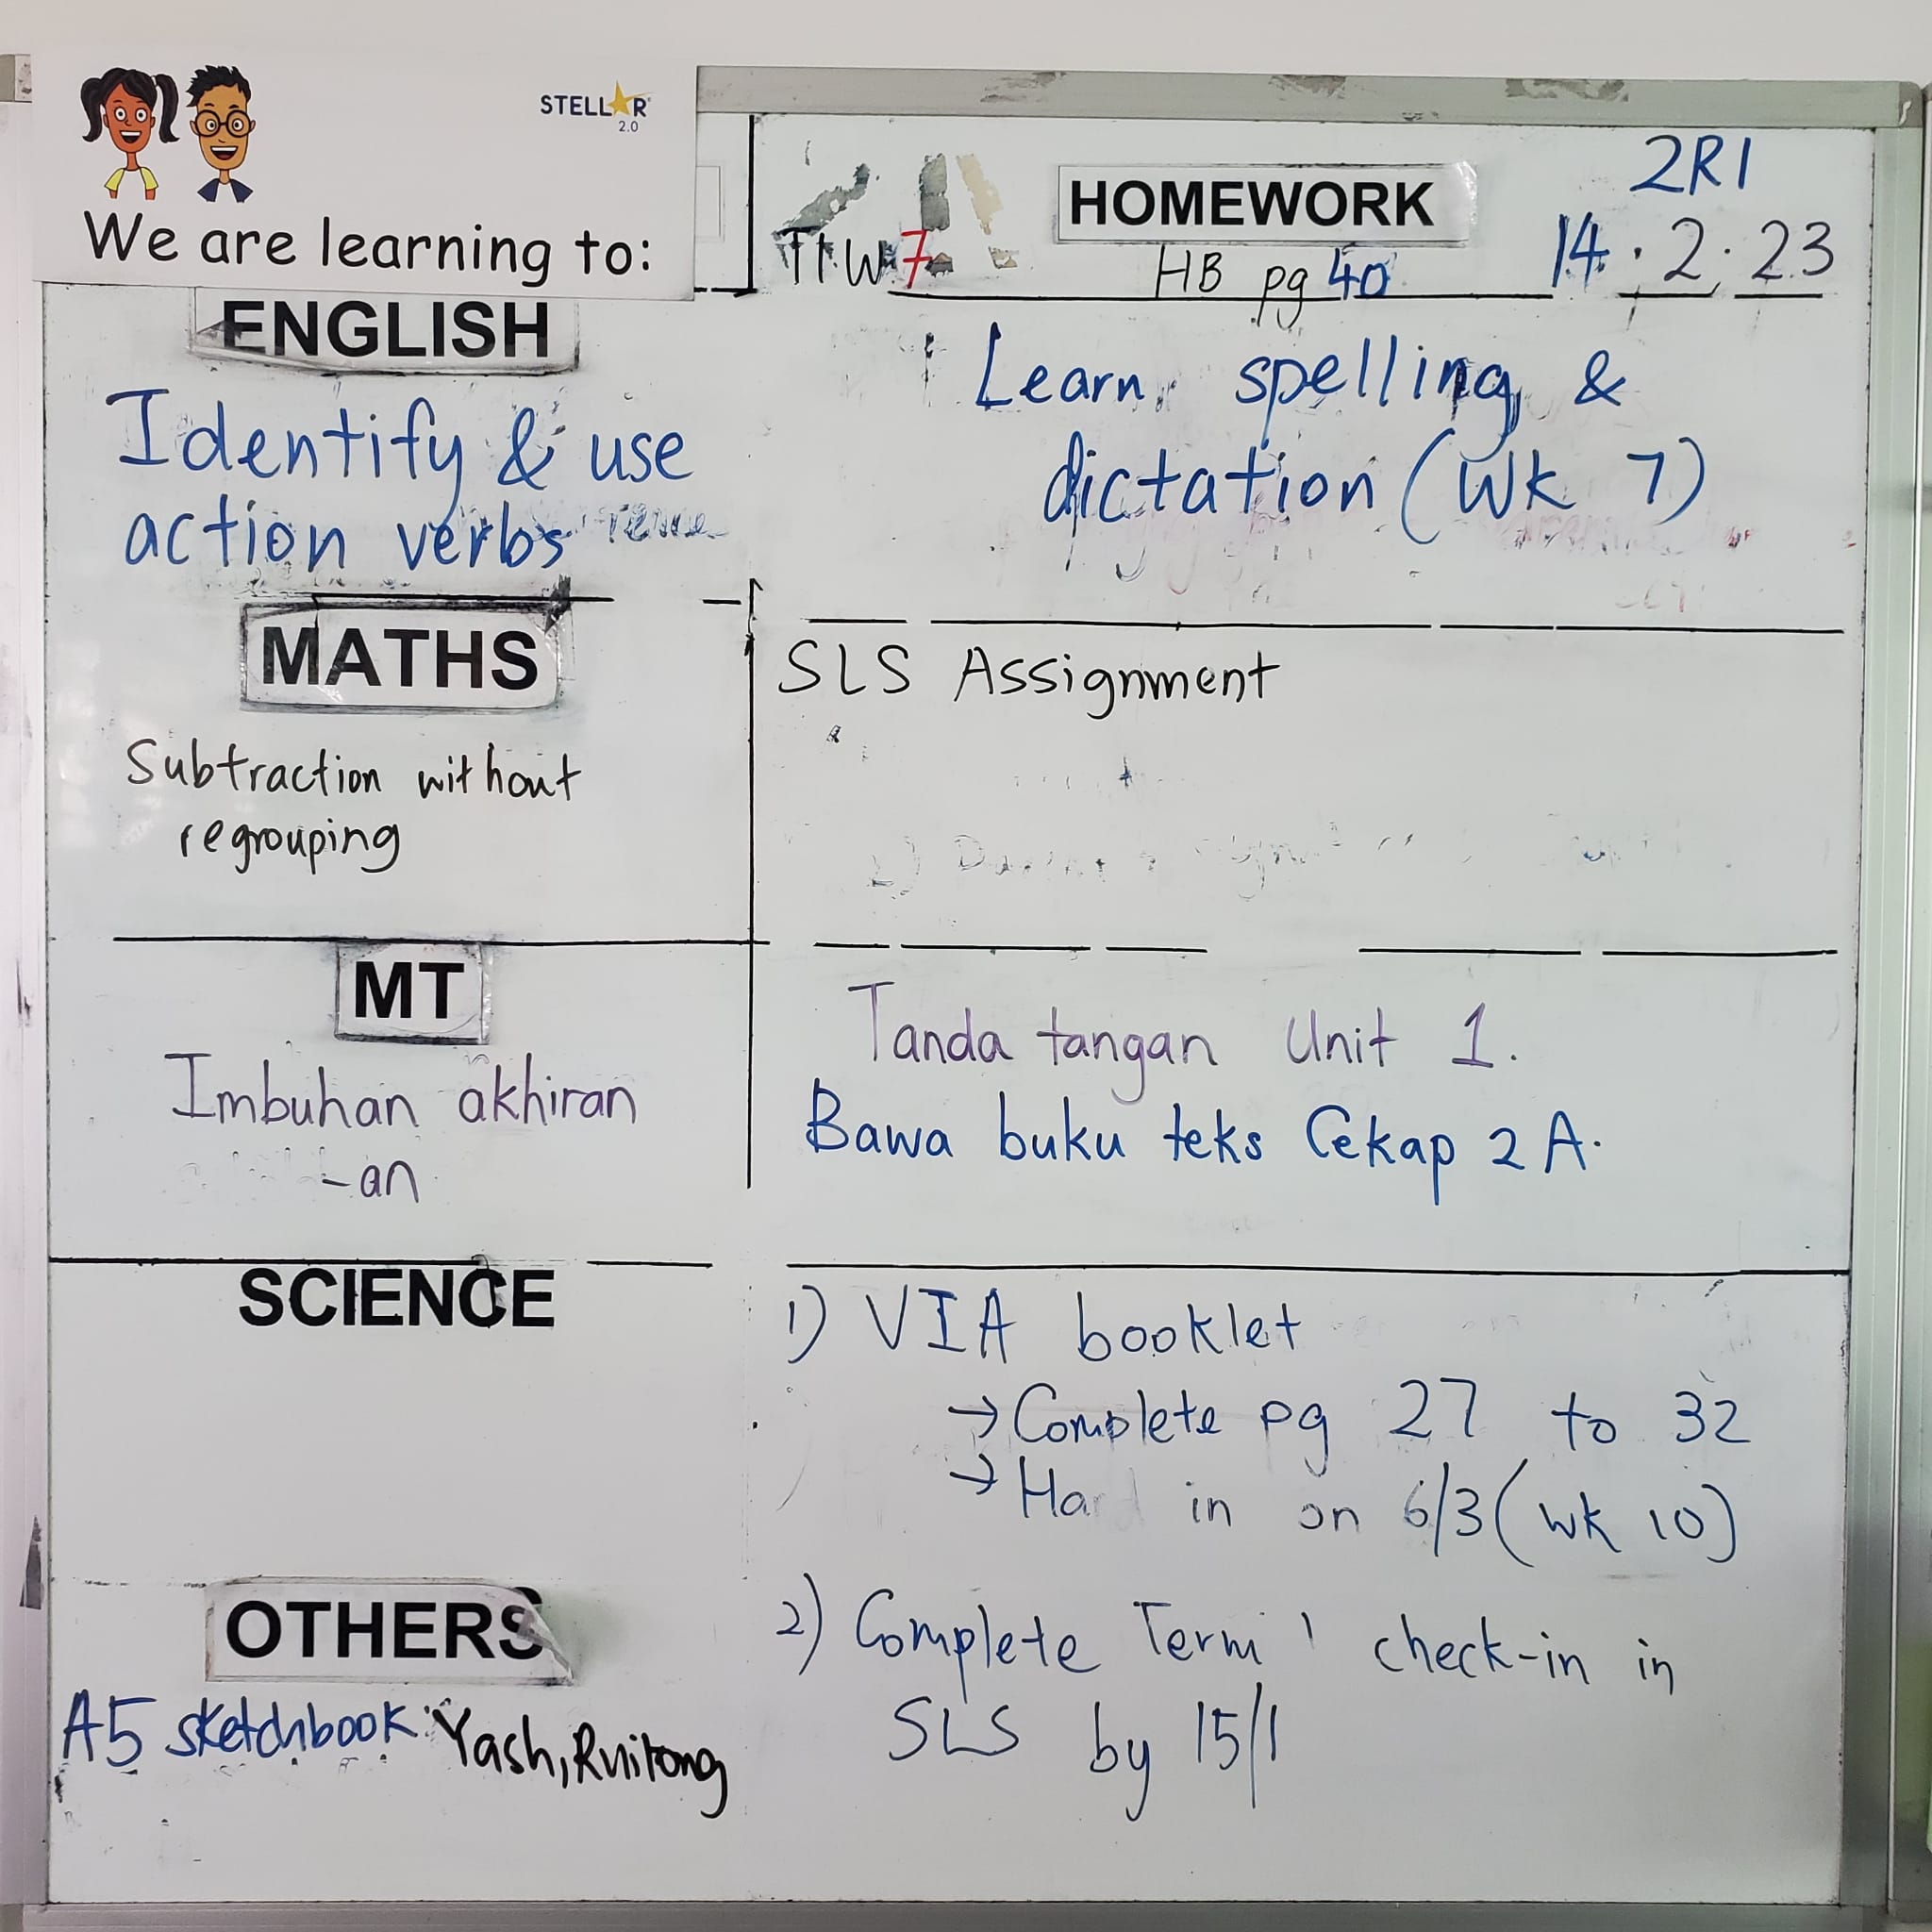 STELLAR
2.0
We are learning to:
HOMEWORK
2R1
T1 W 7
HB pg 40
14 . 2 . 23
ENGLISH
Identify & use
action verbs
Learn spelling &
dictation (Wk 7)
MATHS
Subtraction without
regrouping
SLS Assignment
MT
Imbuhan akhiran
-an
Tanda tangan Unit 1.
Bawa buku teks Cekap 2A.
SCIENCE
1) VIA booklet
→ Complete pg 27 to 32
→ Hand in on 6/3 (wk 10)
OTHERS
A5 sketchbook: Yash, Ruitong
2) Complete Term 1 check-in in
SLS by 15/1